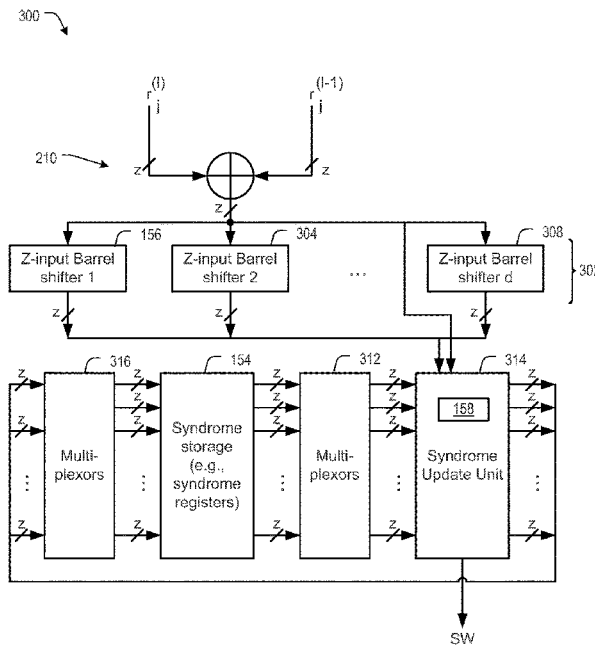 300
r i (l)
r i (l-1)
210
z
z
z
156
304
308
302
Z-input Barrel shifter 1
Z-input Barrel shifter 2
...
Z-input Barrel shifter d
z
z
z
316
154
312
314
z z z z z
z z z z
z z z z z
158
Multi-
plexors
Syndrome
storage
(e.g.,
syndrome
registers)
Multi-
plexors
Syndrome
Update Unit
z z z z z
SW